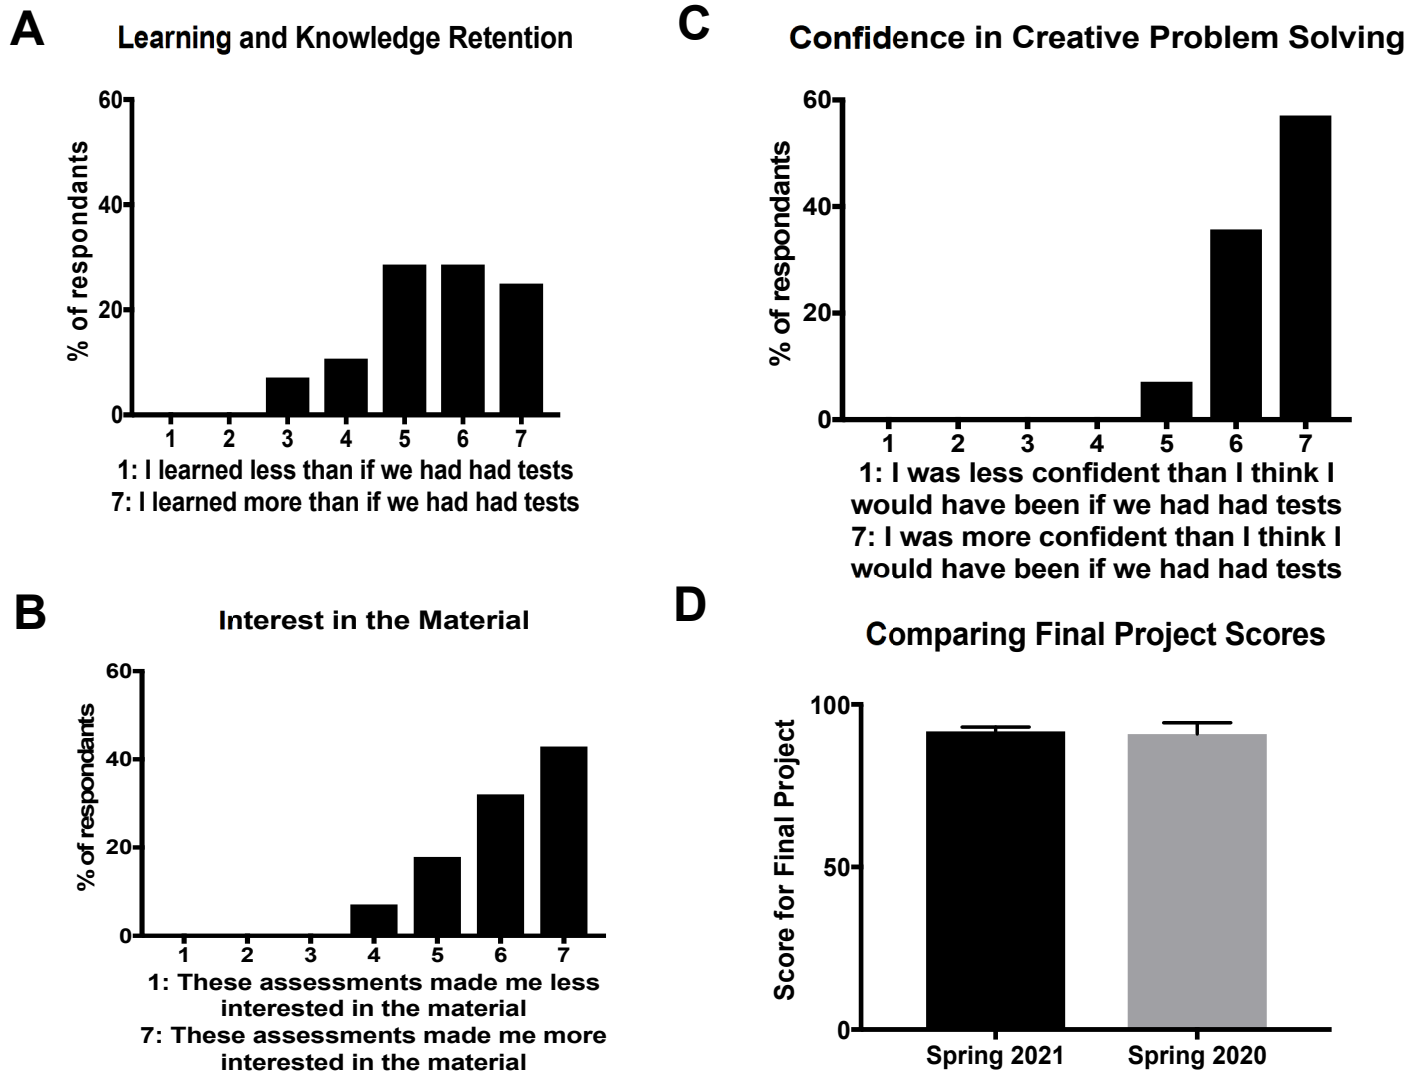 A
Learning and Knowledge Retention
60
40
20
0
% of respondants
1 2 3 4 5 6 7
1: I learned less than if we had had tests
7: I learned more than if we had had tests
B
Interest in the Material
60
40
20
0
% of respondants
1 2 3 4 5 6 7
1: These assessments made me less
interested in the material
7: These assessments made me more
interested in the material
C
Confidence in Creative Problem Solving
60
40
20
0
% of respondants
1 2 3 4 5 6 7
1: I was less confident than I think I
would have been if we had had tests
7: I was more confident than I think I
would have been if we had had tests
D
Comparing Final Project Scores
100
50
0
Score for Final Project
Spring 2021 Spring 2020